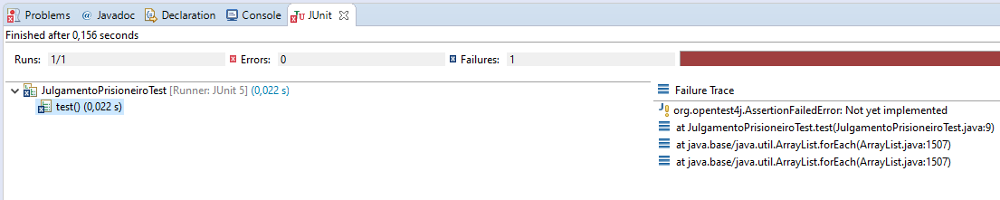 Problems @ Javadoc Declaration Console JUnit
Finished after 0,156 seconds
Runs: 1/1 Errors: 0 Failures: 1
JulgamentoPrisioneiroTest [Runner: JUnit 5] (0,022 s)
test() (0,022 s)
Failure Trace
org.opentest4j.AssertionFailedError: Not yet implemented
at JulgamentoPrisioneiroTest.test(JulgamentoPrisioneiroTest.java:9)
at java.base/java.util.ArrayList.forEach(ArrayList.java:1507)
at java.base/java.util.ArrayList.forEach(ArrayList.java:1507)